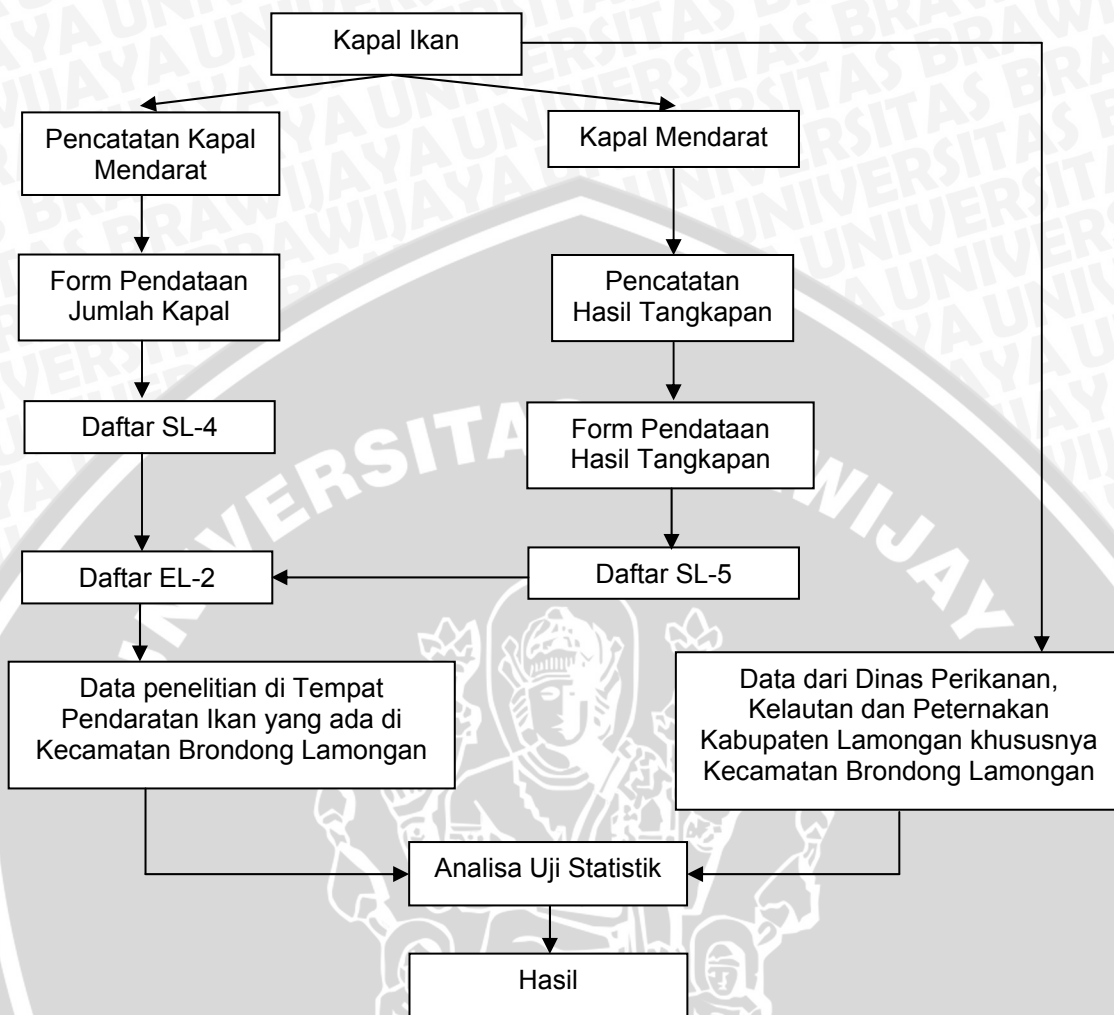 Kapal Ikan
Pencatatan Kapal
Mendarat
Kapal Mendarat
Form Pendataan
Jumlah Kapal
Pencatatan
Hasil Tangkapan
Daftar SL-4
Form Pendataan
Hasil Tangkapan
Daftar EL-2
Daftar SL-5
Data penelitian di Tempat
Pendaratan Ikan yang ada di
Kecamatan Brondong Lamongan
Data dari Dinas Perikanan,
Kelautan dan Peternakan
Kabupaten Lamongan khususnya
Kecamatan Brondong Lamongan
Analisa Uji Statistik
Hasil